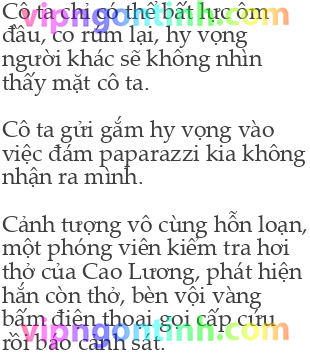 Cô ta chỉ có thể bất lực ôm
đầu, co rúm lại, hy vọng
người khác sẽ không nhìn
thấy mặt cô ta.
Cô ta gửi gắm hy vọng vào
việc đám paparazzi kia không
nhận ra mình.
Cảnh tượng vô cùng hỗn loạn,
một phóng viên kiểm tra hơi
thở của Cao Lương, phát hiện
hắn còn thở, bèn vội vàng
bấm điện thoại gọi cấp cứu
rồi báo cảnh sát.
vipngontinh.com
vipngontinh.com